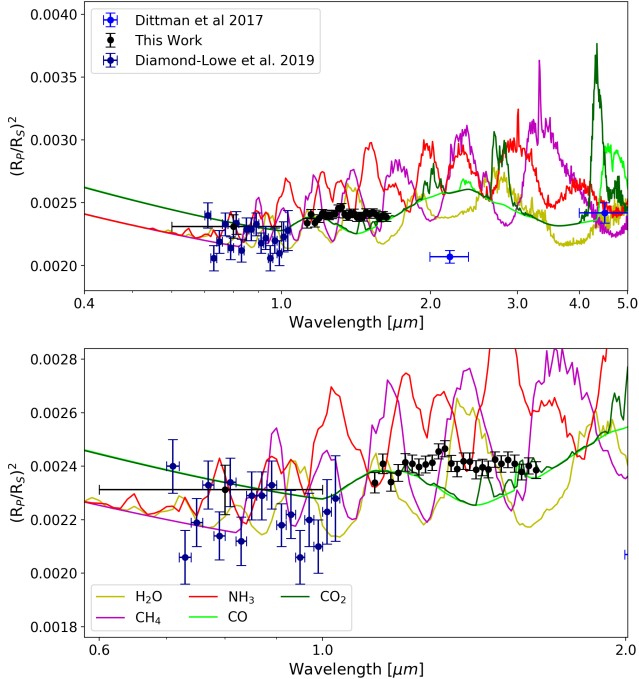 Dittman et al 2017
This Work
Diamond-Lowe et al. 2019
(R_P/R_S)²
0.0040
0.0035
0.0030
0.0025
0.0020
0.4
1.0
2.0
3.0
4.0
5.0
Wavelength [μm]
(R_P/R_S)²
0.0028
0.0026
0.0024
0.0022
0.0020
0.0018
H₂O
NH₃
CO₂
CH₄
CO
0.6
1.0
2.0
Wavelength [μm]